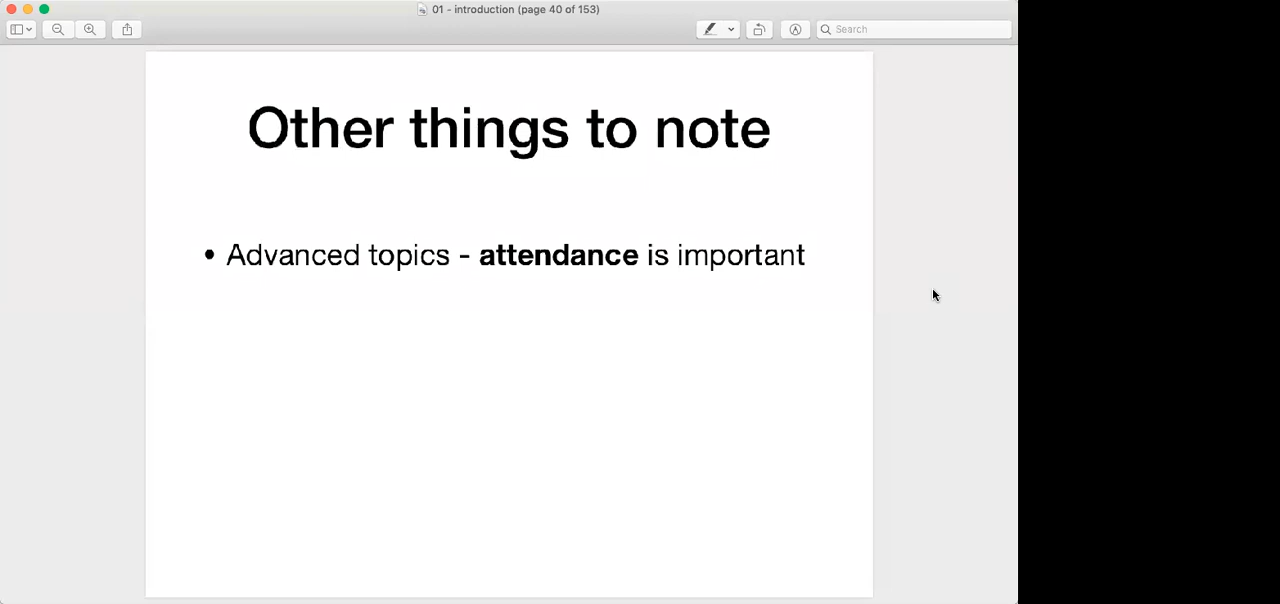 01 - introduction (page 40 of 153)
Search
Other things to note
• Advanced topics - attendance is important